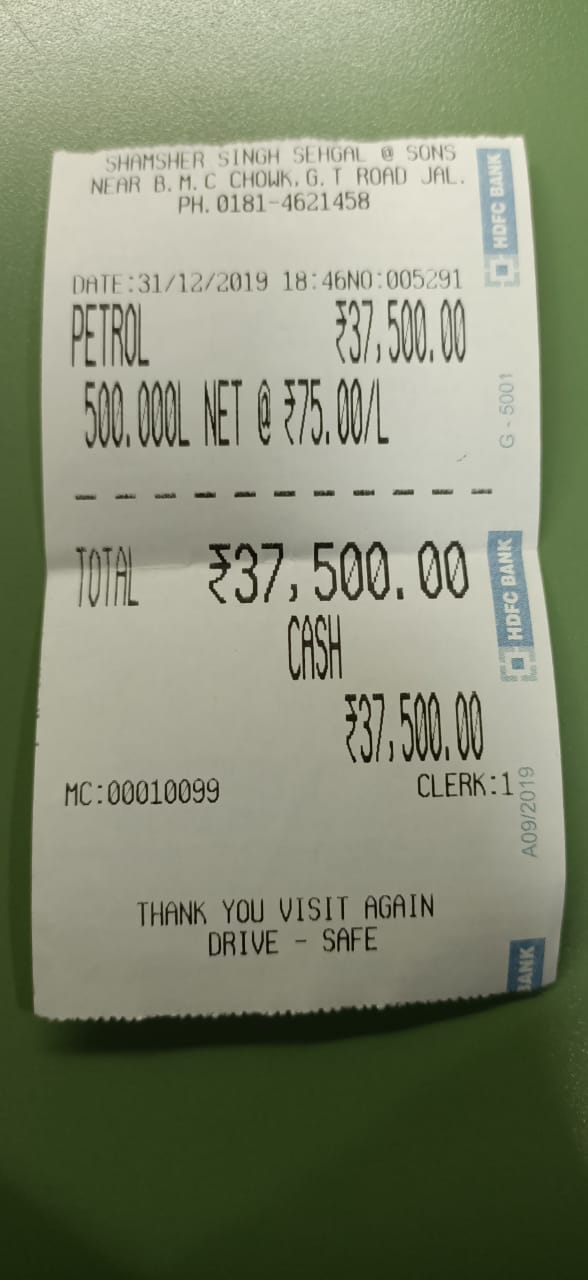 SHAMSHER SINGH SEHGAL @ SONS
NEAR B.M.C CHOWK,G.T ROAD JAL.
PH.0181-4621458
DATE:31/12/2019 18:46NO:005291
PETROL ₹37,500.00
500.000L NET @ ₹75.00/L
TOTAL ₹37,500.00
CASH
₹37,500.00
MC:00010099 CLERK:1
THANK YOU VISIT AGAIN
DRIVE - SAFE
HDFC BANK
G - 5001
HDFC BANK
A09/2019
BANK